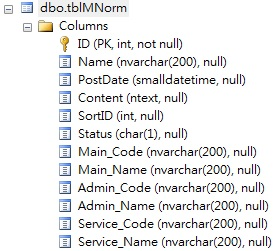 dbo.tblMNorm
Columns
ID (PK, int, not null)
Name (nvarchar(200), null)
PostDate (smalldatetime, null)
Content (ntext, null)
SortID (int, null)
Status (char(1), null)
Main_Code (nvarchar(200), null)
Main_Name (nvarchar(200), null)
Admin_Code (nvarchar(200), null)
Admin_Name (nvarchar(200), null)
Service_Code (nvarchar(200), null)
Service_Name (nvarchar(200), null)